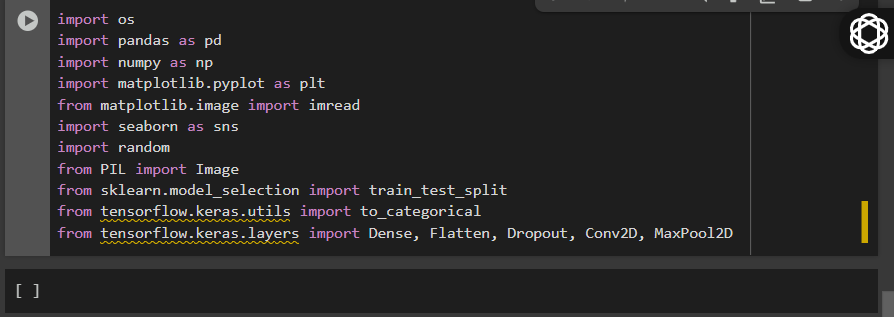 import os
import pandas as pd
import numpy as np
import matplotlib.pyplot as plt
from matplotlib.image import imread
import seaborn as sns
import random
from PIL import Image
from sklearn.model_selection import train_test_split
from tensorflow.keras.utils import to_categorical
from tensorflow.keras.layers import Dense, Flatten, Dropout, Conv2D, MaxPool2D
[ ]